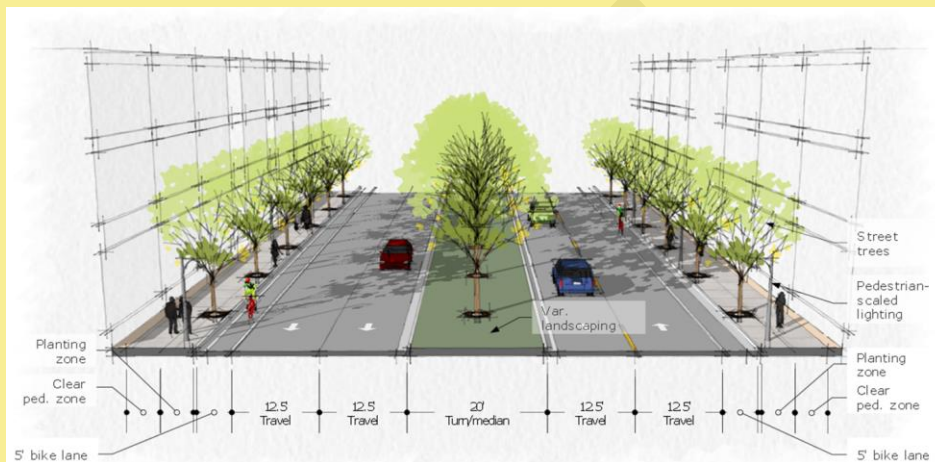 Street
trees
Pedestrian-
scaled
lighting
Var.
landscaping
Planting
zone
Clear
ped. zone
5' bike lane
12.5'
Travel
12.5'
Travel
20'
Turn/median
12.5'
Travel
12.5'
Travel
Planting
zone
Clear
ped. zone
5' bike lane